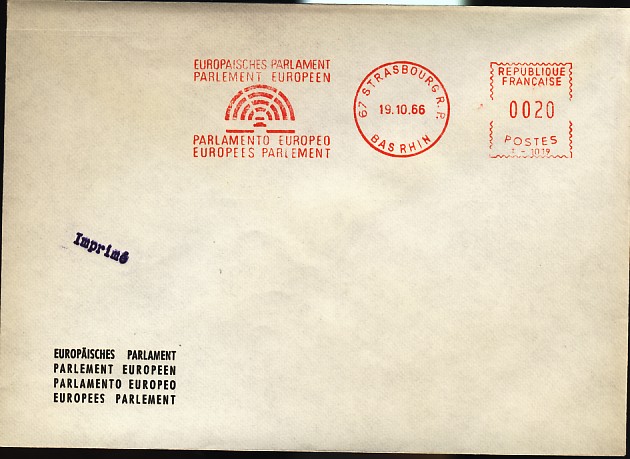 EUROPAISCHES PARLAMENT
PARLEMENT EUROPEEN
PARLAMENTO EUROPEO
EUROPEES PARLEMENT
67 STRASBOURG R. P.
19.10.66
BAS RHIN
REPUBLIQUE
FRANÇAISE
0020
POSTES
Imprimé
EUROPÄISCHES PARLAMENT
PARLEMENT EUROPEEN
PARLAMENTO EUROPEO
EUROPEES PARLEMENT